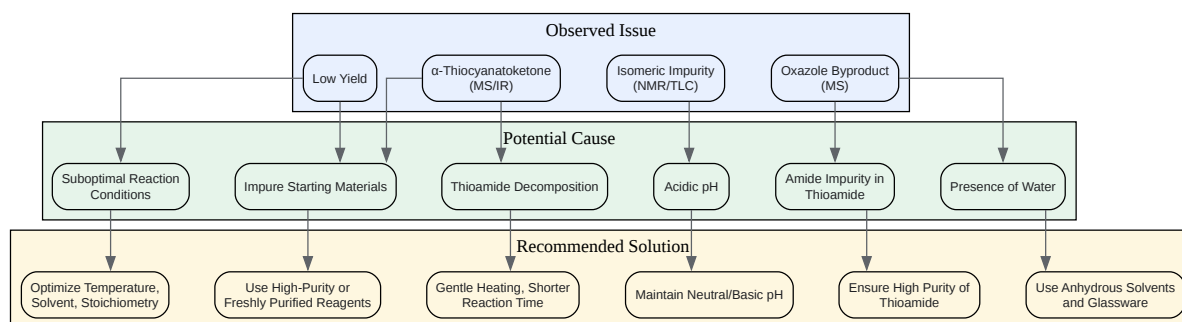 Observed Issue
Low Yield
α-Thiocyanatoketone
(MS/IR)
Isomeric Impurity
(NMR/TLC)
Oxazole Byproduct
(MS)
Potential Cause
Suboptimal Reaction
Conditions
Impure Starting Materials
Thioamide Decomposition
Acidic pH
Amide Impurity in
Thioamide
Presence of Water
Recommended Solution
Optimize Temperature,
Solvent, Stoichiometry
Use High-Purity or
Freshly Purified Reagents
Gentle Heating, Shorter
Reaction Time
Maintain Neutral/Basic pH
Ensure High Purity of
Thioamide
Use Anhydrous Solvents
and Glassware